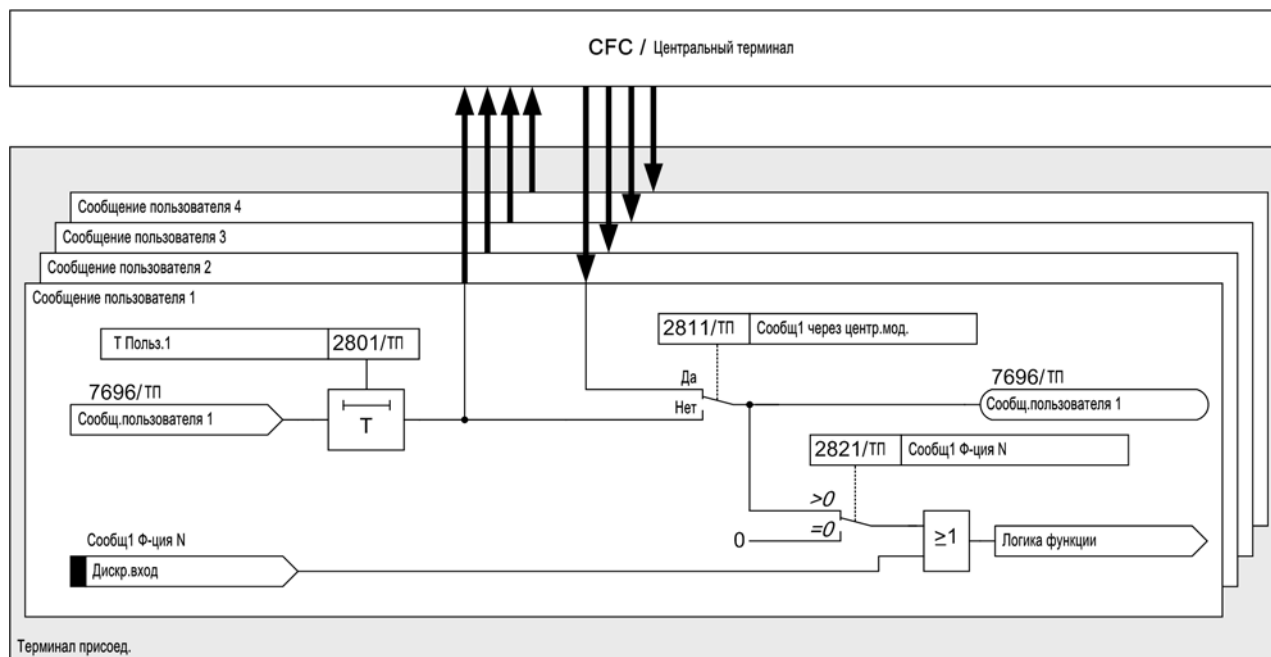 CFC / Центральный терминал
Сообщение пользователя 4
Сообщение пользователя 3
Сообщение пользователя 2
Сообщение пользователя 1
Т Польз.1 2801/ТП
2811/ТП Сообщ1 через центр.мод.
7696/ТП
Сообщ.пользователя 1
T
Да
Нет
7696/ТП
Сообщ.пользователя 1
2821/ТП Сообщ1 Ф-ция N
>0
=0
0
≥1
Логика функции
Сообщ1 Ф-ция N
Дискр.вход
Терминал присоед.